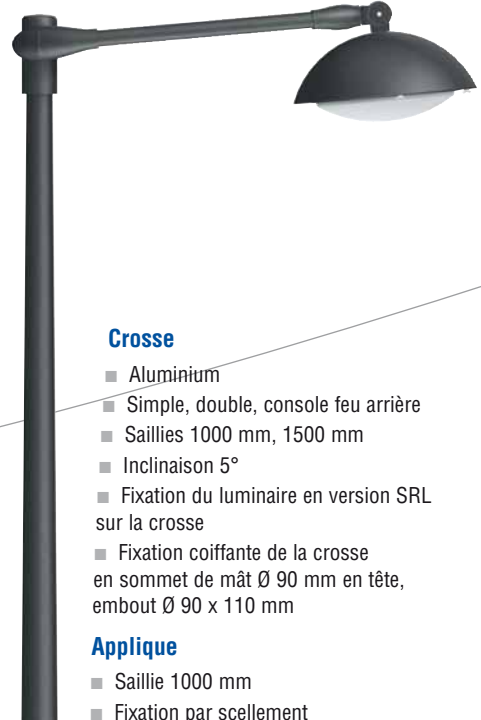 Crosse
■ Aluminium
■ Simple, double, console feu arrière
■ Saillies 1000 mm, 1500 mm
■ Inclinaison 5°
■ Fixation du luminaire en version SRL
sur la crosse
■ Fixation coiffante de la crosse
en sommet de mât Ø 90 mm en tête,
embout Ø 90 x 110 mm
Applique
■ Saillie 1000 mm
■ Fixation par scellement